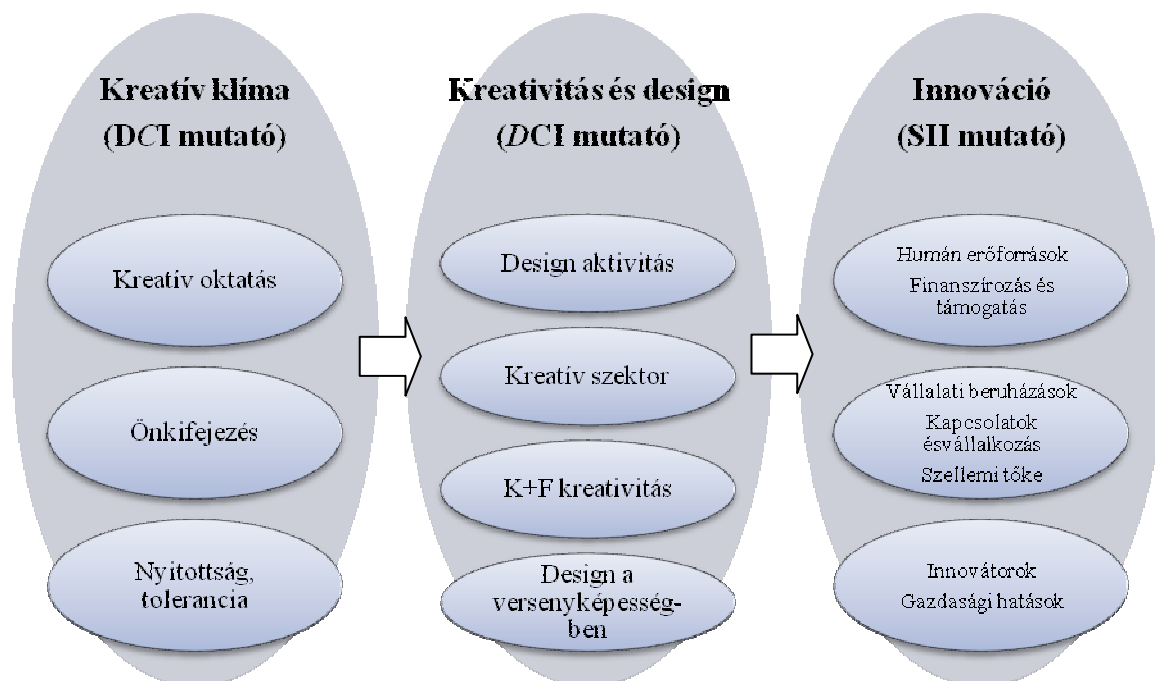 Kreatív klíma
(DCI mutató)
Kreatív oktatás
Önkifejezés
Nyitottság,
tolerancia
Kreativitás és design
(DCI mutató)
Design aktivitás
Kreatív szektor
K+F kreativitás
Design a
versenyképesség-
ben
Innováció
(SII mutató)
Humán erőforrások
Finanszírozás és
támogatás
Vállalati beruházások
Kapcsolatok
ésvállalkozás
Szellemi tőke
Innovátorok
Gazdasági hatások